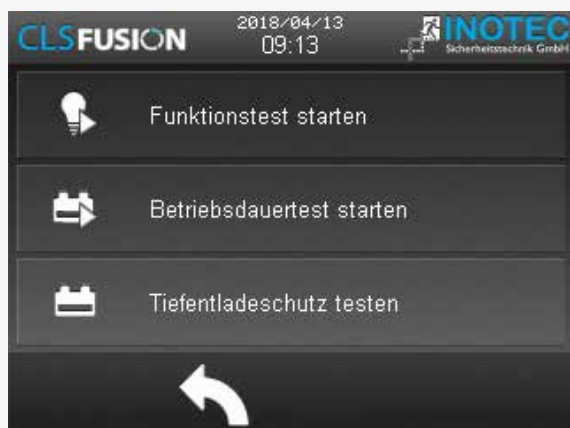 CLSFUSION
2018/04/13
09:13
INOTEC
Sicherheitstechnik GmbH
Funktionstest starten
Betriebsdauertest starten
Tiefentladeschutz testen